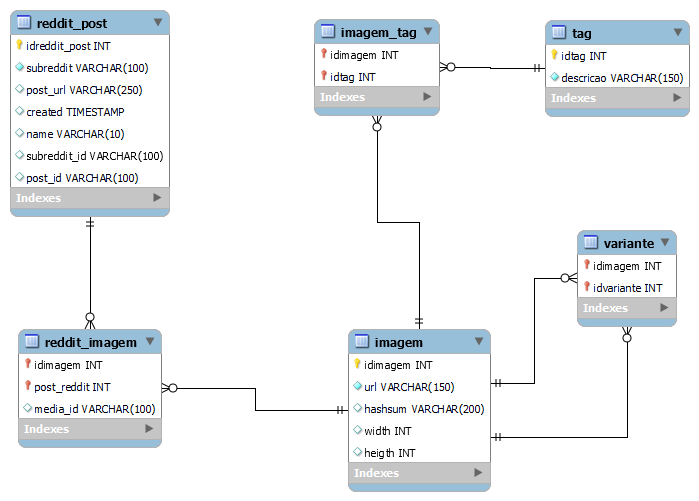 reddit_post
idreddit_post INT
subreddit VARCHAR(100)
post_url VARCHAR(250)
created TIMESTAMP
name VARCHAR(10)
subreddit_id VARCHAR(100)
post_id VARCHAR(100)
Indexes
imagem_tag
idimagem INT
idtag INT
Indexes
tag
idtag INT
descricao VARCHAR(150)
Indexes
variante
idimagem INT
idvariante INT
Indexes
reddit_imagem
idimagem INT
post_reddit INT
media_id VARCHAR(100)
Indexes
imagem
idimagem INT
url VARCHAR(150)
hashsum VARCHAR(200)
width INT
heigth INT
Indexes